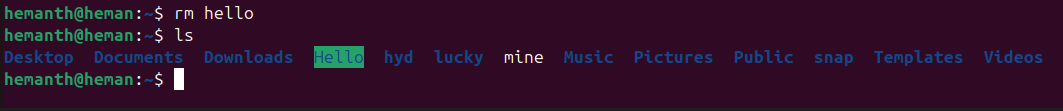 hemanth@heman:~$ rm hello
hemanth@heman:~$ ls
Desktop  Documents  Downloads  Hello  hyd  lucky  mine  Music  Pictures  Public  snap  Templates  Videos
hemanth@heman:~$